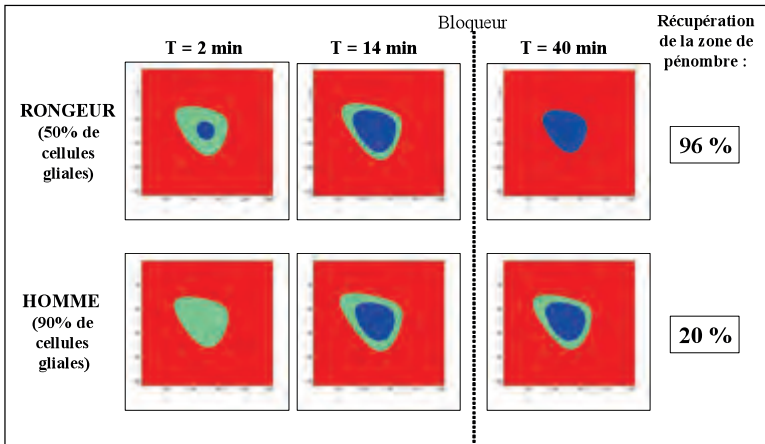 Bloqueur
T = 2 min
T = 14 min
T = 40 min
Récupération
de la zone de
pénombre :
RONGEUR
(50% de
cellules
gliales)
96 %
HOMME
(90% de
cellules
gliales)
20 %